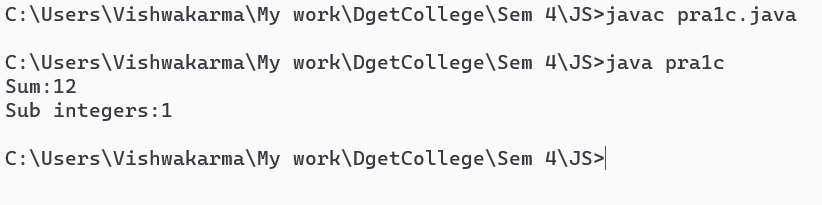 C:\Users\Vishwakarma\My work\DgetCollege\Sem 4\JS>javac pra1c.java
C:\Users\Vishwakarma\My work\DgetCollege\Sem 4\JS>java pra1c
Sum:12
Sub integers:1
C:\Users\Vishwakarma\My work\DgetCollege\Sem 4\JS>